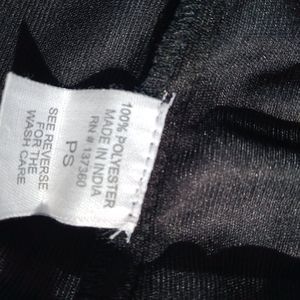 100% POLYESTER
MADE IN INDIA
RN # 137360
PS
SEE REVERSE
FOR THE
WASH CARE